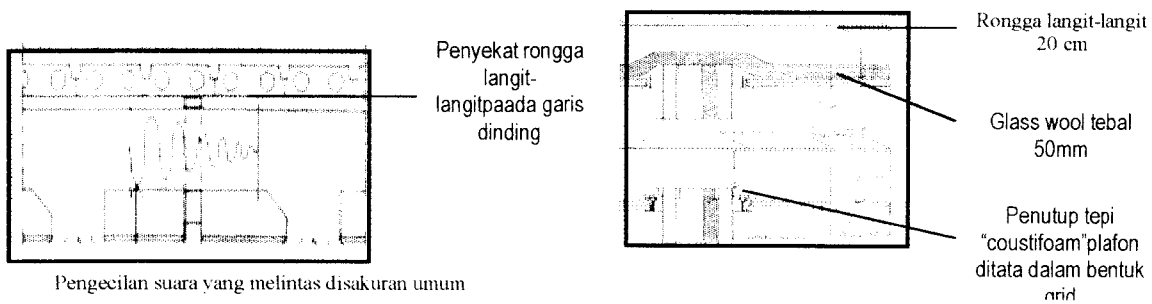 Penyekat rongga
langit-
langitpaada garis
dinding
Pengecilan suara yang melintas disakuran umum
Rongga langit-langit
20 cm
Glass wool tebal
50mm
Penutup tepi
“coustifoam”plafon
ditata dalam bentuk
grid